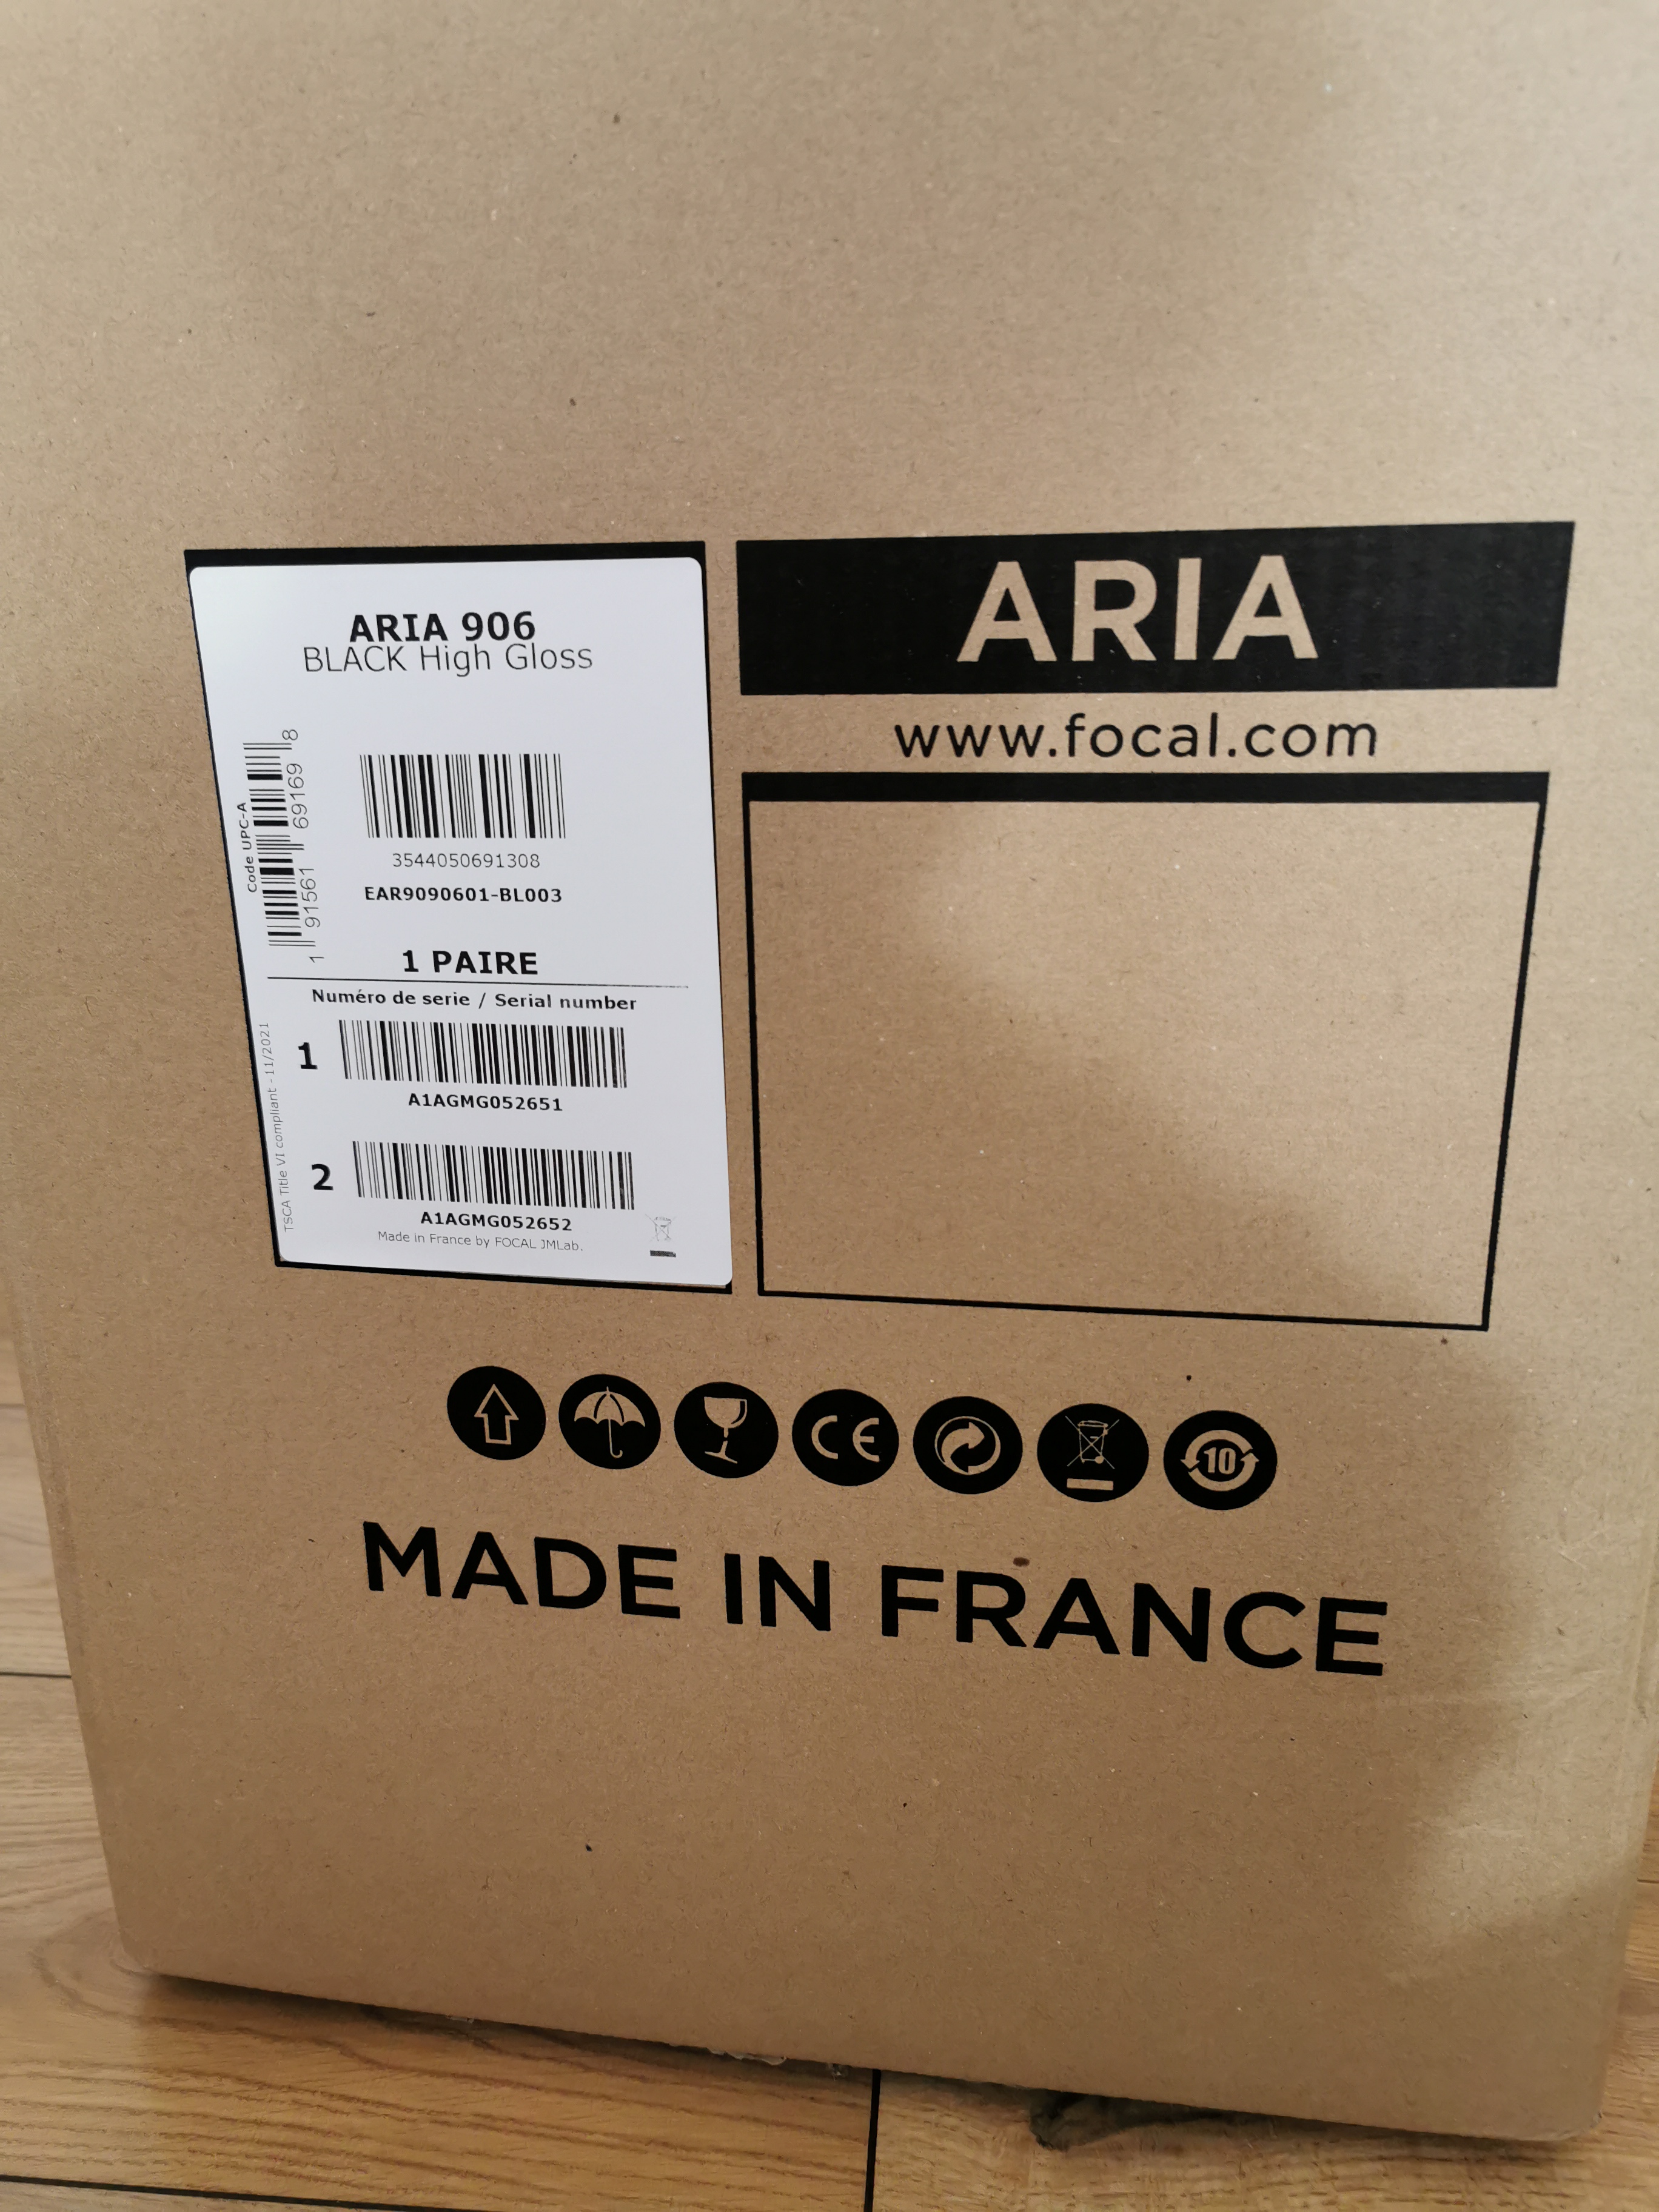 ARIA 906
BLACK High Gloss
Code UPC-A
1 91561 69169 8
3544050691308
EAR9090601-BL003
1 PAIRE
Numéro de serie / Serial number
1
A1AGMG052651
2
A1AGMG052652
Made in France by FOCAL JMLab.
TSCA Title VI compliant - 11/2021
ARIA
www.focal.com
CE
10
MADE IN FRANCE